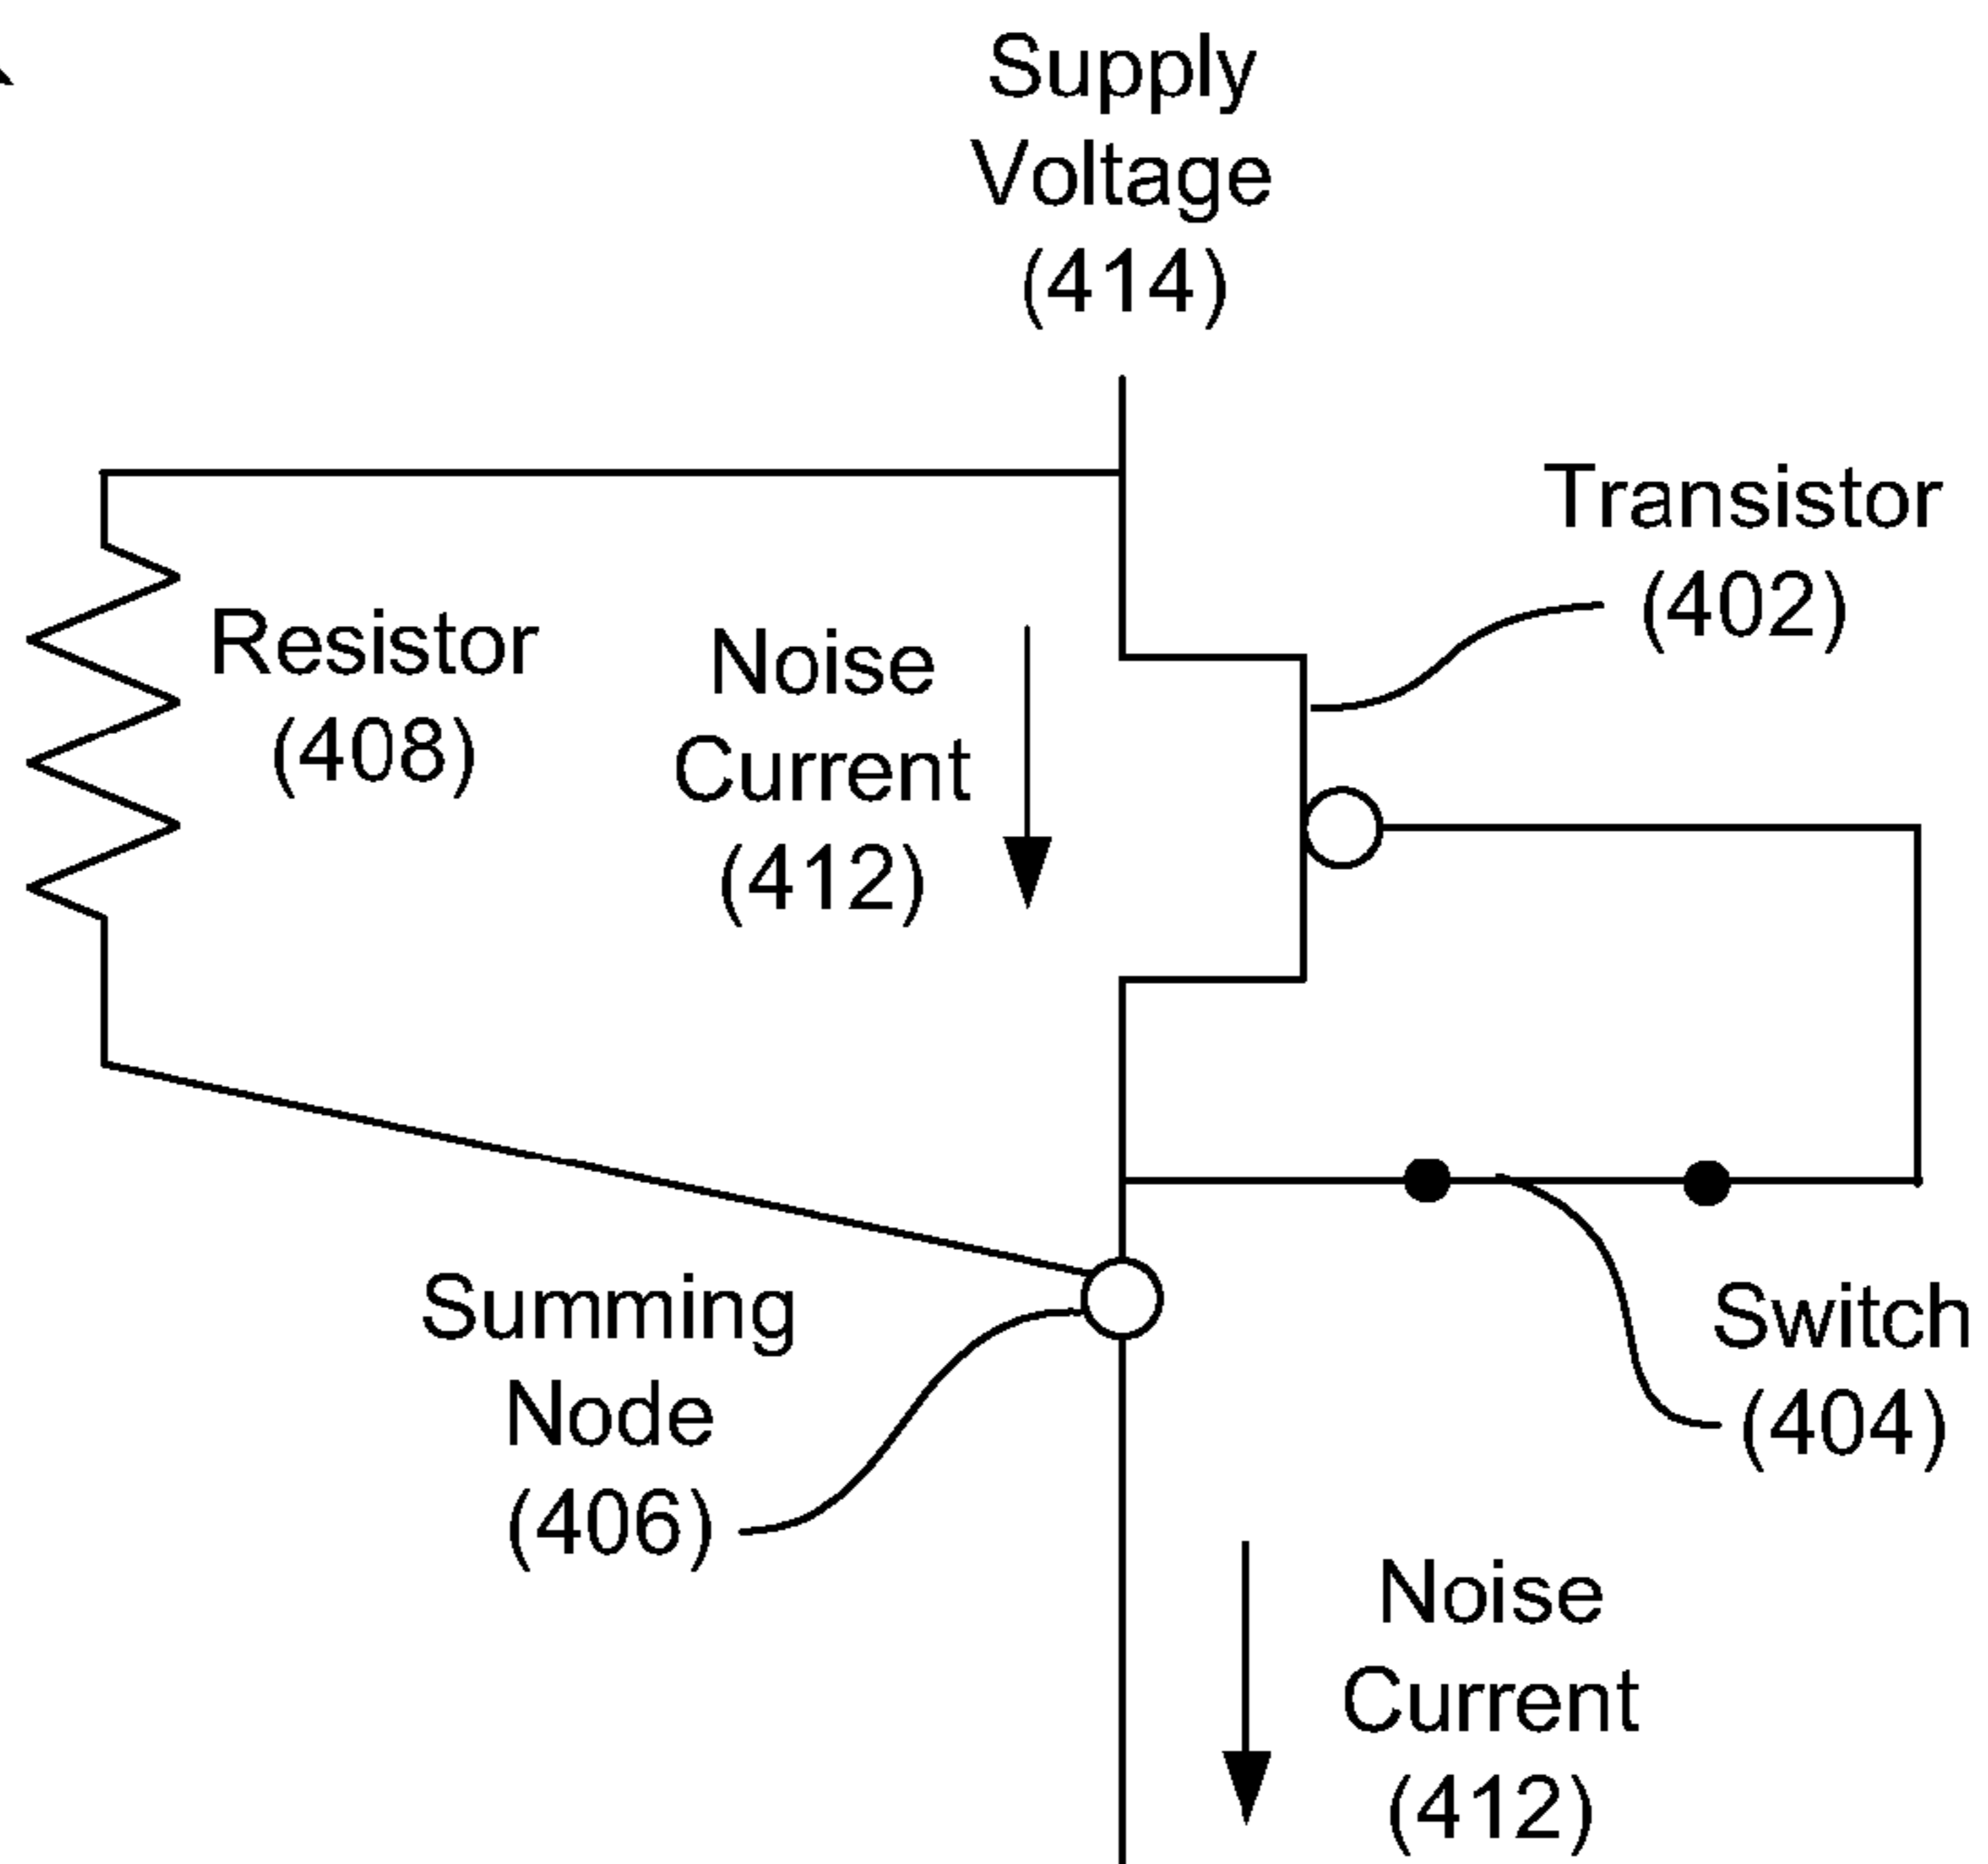 Supply
Voltage
(414)
Transistor
(402)
Resistor
(408)
Noise
Current
(412)
Summing
Node
(406)
Switch
(404)
Noise
Current
(412)